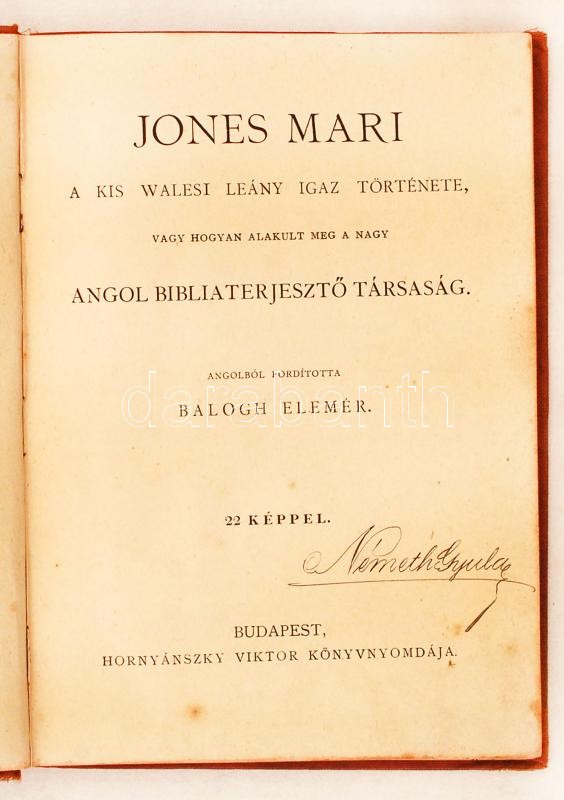 JONES MARI
A KIS WALESI LEÁNY IGAZ TÖRTÉNETE,
VAGY HOGYAN ALAKULT MEG A NAGY
ANGOL BIBLIATERJESZTŐ TÁRSASÁG.
ANGOLBÓL FORDÍTOTTA
darabanth
BALOGH ELEMÉR.
22 KÉPPEL.
Németh Gyula
BUDAPEST,
HORNYÁNSZKY VIKTOR KÖNYVNYOMDÁJA.